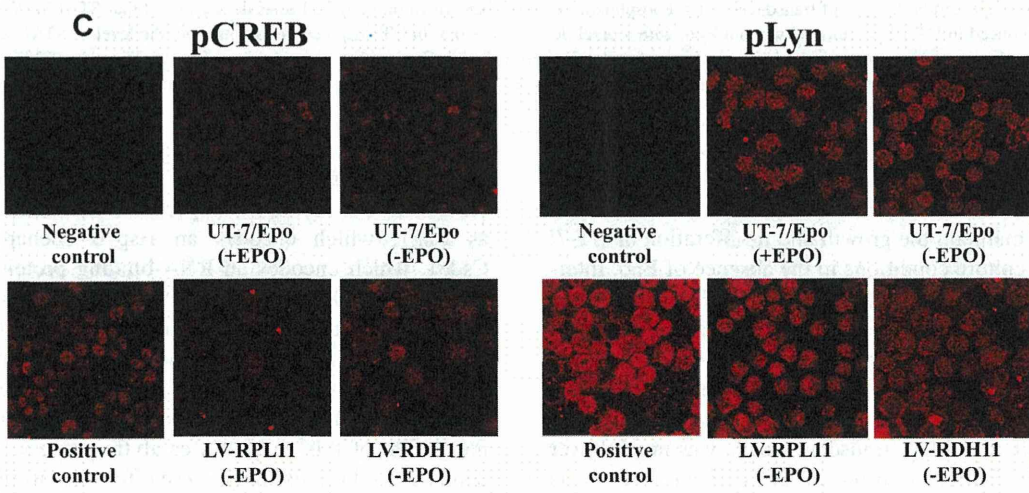 C
pCREB
pLyn
Negative control
UT-7/Epo (+EPO)
UT-7/Epo (-EPO)
Negative control
UT-7/Epo (+EPO)
UT-7/Epo (-EPO)
Positive control
LV-RPL11 (-EPO)
LV-RDH11 (-EPO)
Positive control
LV-RPL11 (-EPO)
LV-RDH11 (-EPO)